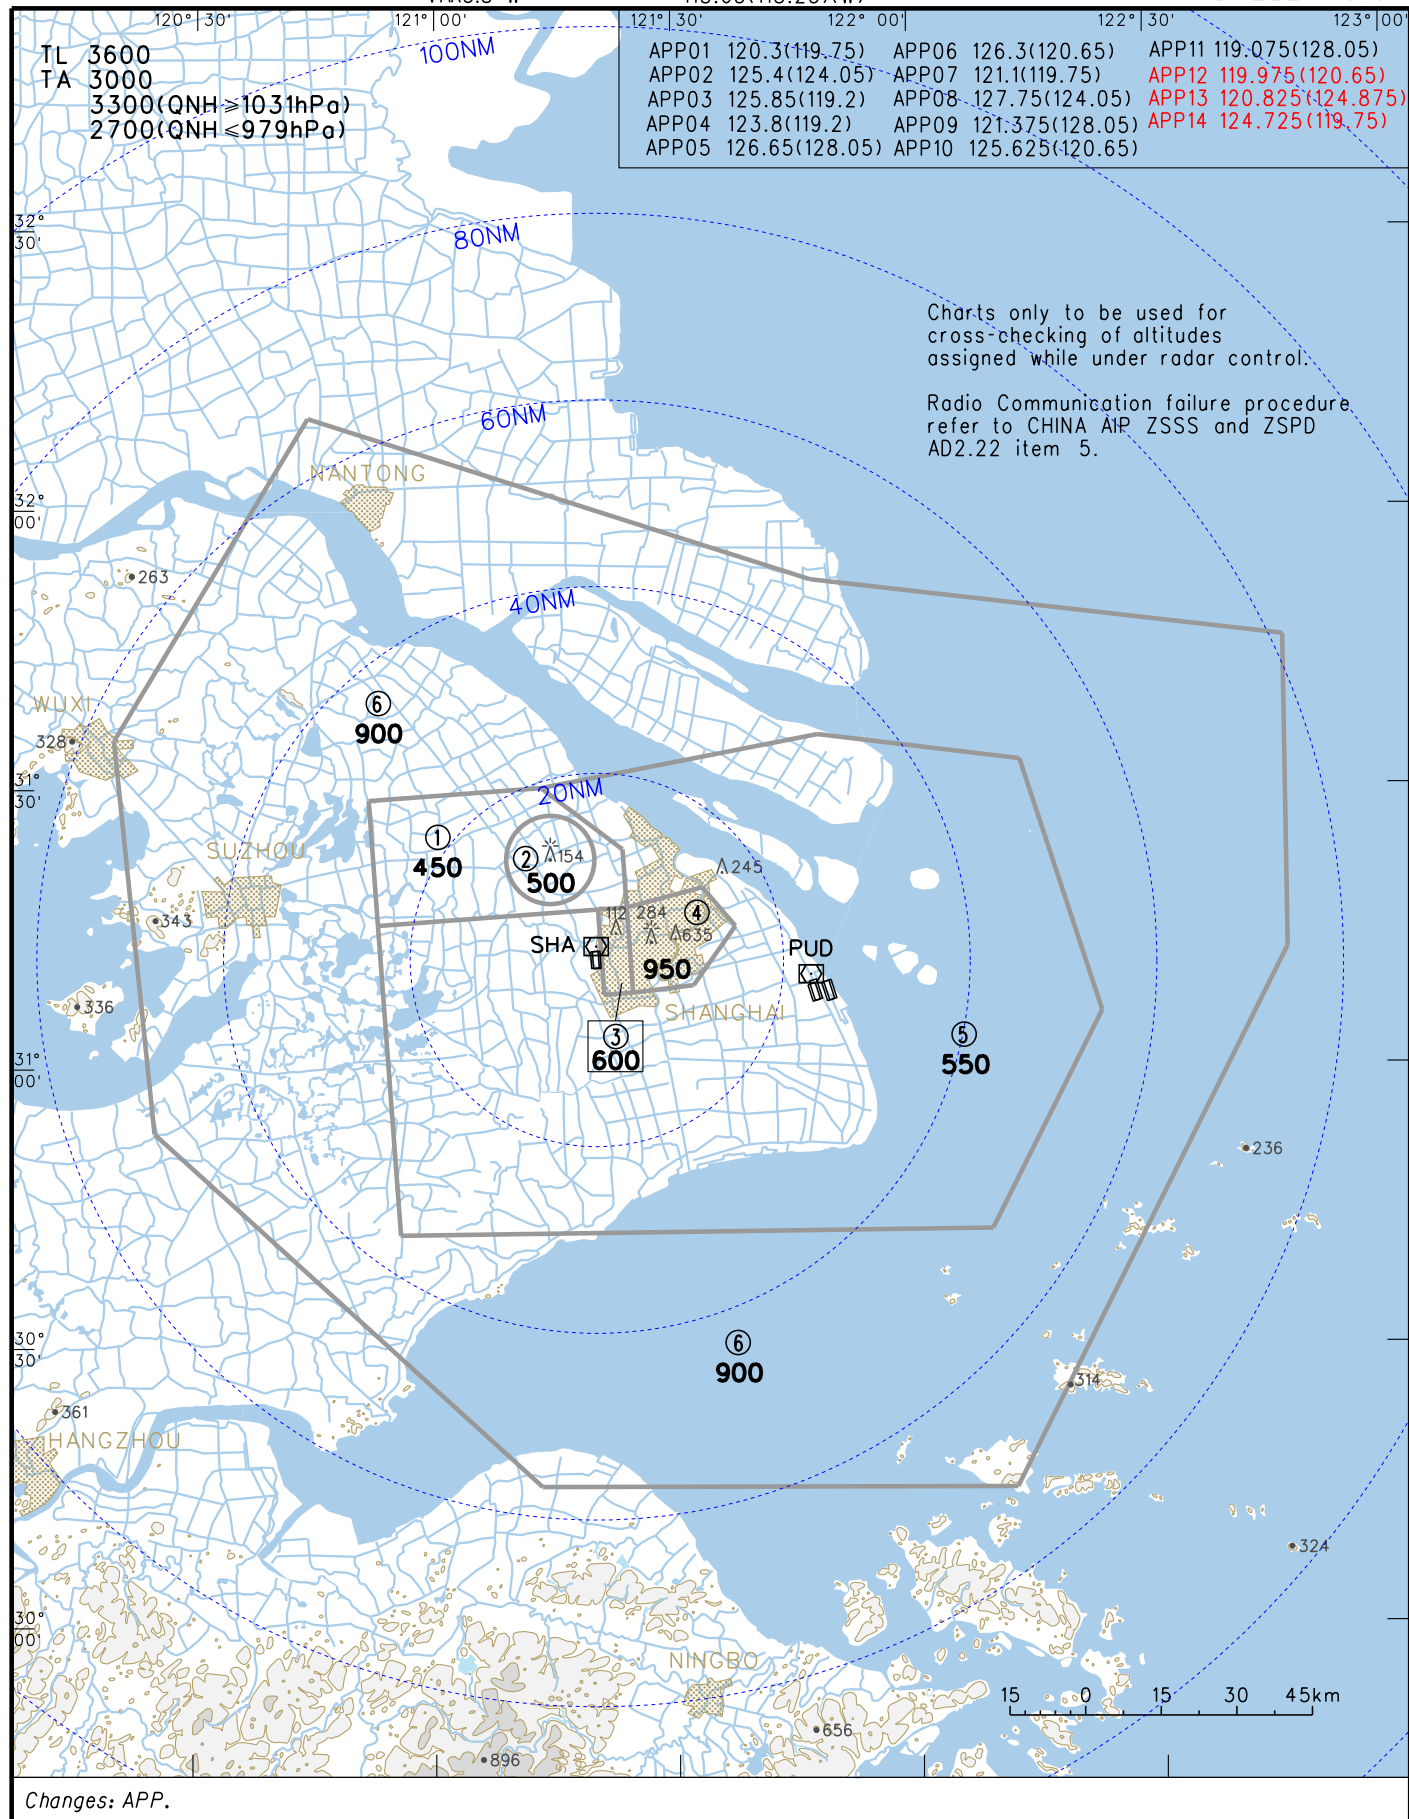 120° 30'
121° 00'
121° 30'
122° 00'
122° 30'
123° 00'
TL 3600
TA 3000
3300(QNH≥1031hPa)
2700(QNH≤979hPa)
100NM
APP01 120.3(119.75) APP06 126.3(120.65) APP11 119.075(128.05)
APP02 125.4(124.05) APP07 121.1(119.75) APP12 119.975(120.65)
APP03 125.85(119.2) APP08 127.75(124.05) APP13 120.825(124.875)
APP04 123.8(119.2) APP09 121.375(128.05) APP14 124.725(119.75)
APP05 126.65(128.05) APP10 125.625(120.65)
32°
30'
80NM
Charts only to be used for
cross-checking of altitudes
assigned while under radar control.
Radio Communication failure procedure
refer to CHINA AIP ZSSS and ZSPD
AD2.22 item 5.
60NM
NANTONG
32°
00'
263
40NM
WUXI
328
⑥
900
31°
30'
20NM
①
450
②
154
500
SUZHOU
245
343
112
284
④
635
950
SHA
PUD
336
SHANGHAI
③
600
⑤
550
31°
00'
236
30°
30'
⑥
900
314
361
HANGZHOU
324
30°
00'
NINGBO
15 0 15 30 45km
656
896
Changes: APP.